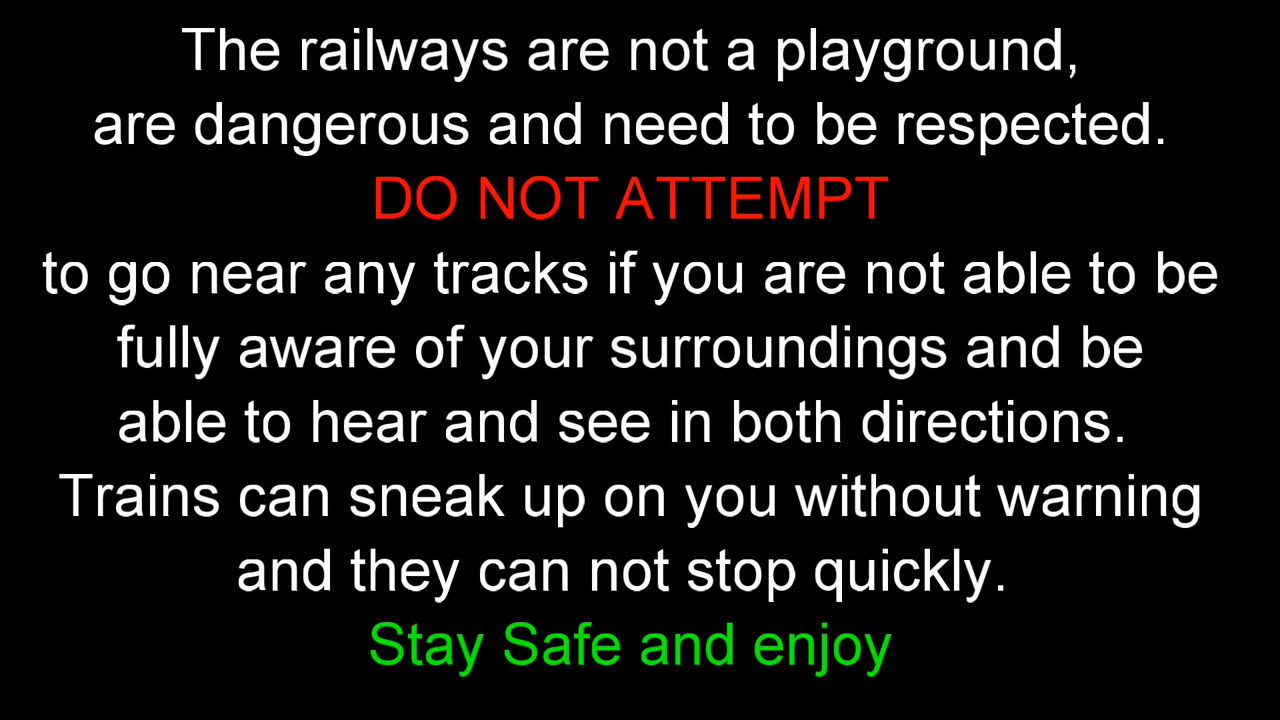 The railways are not a playground,
are dangerous and need to be respected.
DO NOT ATTEMPT
to go near any tracks if you are not able to be
fully aware of your surroundings and be
able to hear and see in both directions.
Trains can sneak up on you without warning
and they can not stop quickly.
Stay Safe and enjoy